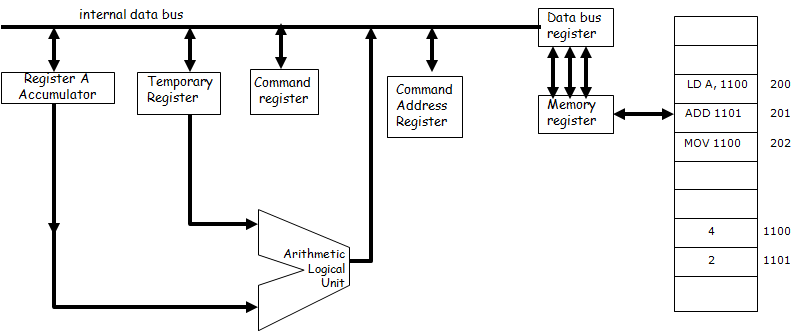 internal data bus
Data bus
register
Register A
Accumulator
Temporary
Register
Command
register
Command
Address
Register
Memory
register
LD A, 1100 200
ADD 1101 201
MOV 1100 202
4 1100
2 1101
Arithmetic
Logical
Unit